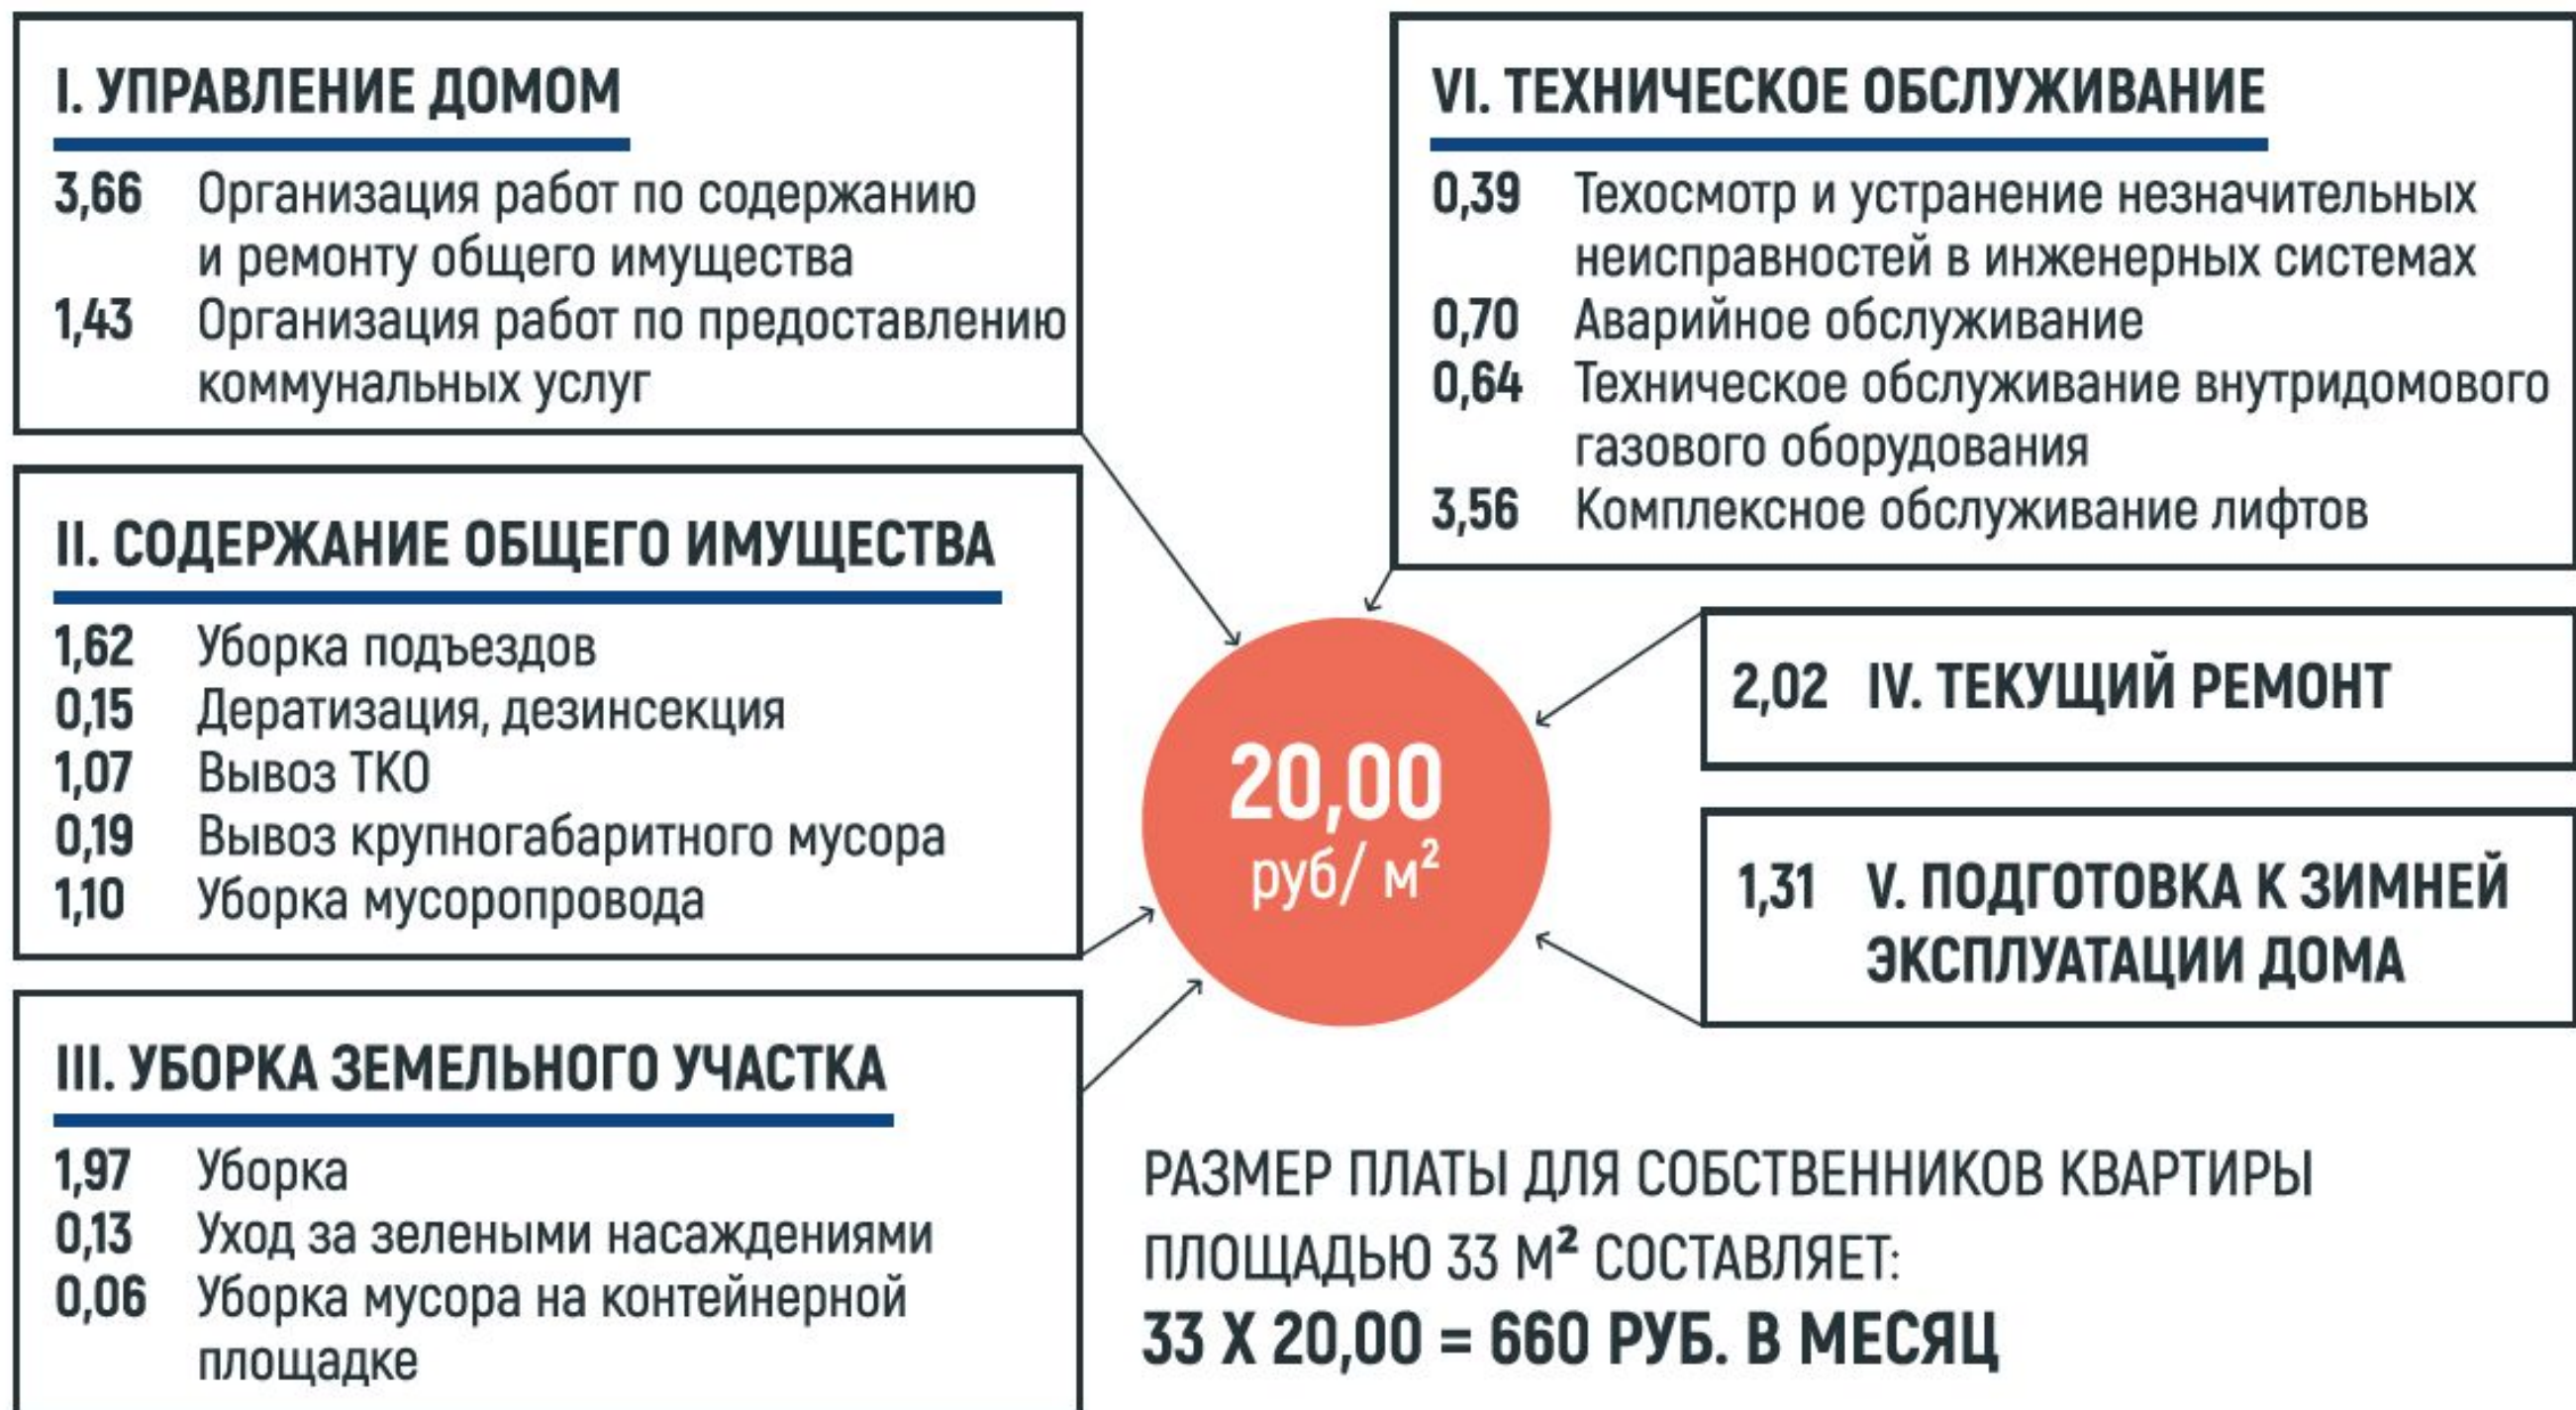 I. УПРАВЛЕНИЕ ДОМОМ
3,66 Организация работ по содержанию
и ремонту общего имущества
1,43 Организация работ по предоставлению
коммунальных услуг
II. СОДЕРЖАНИЕ ОБЩЕГО ИМУЩЕСТВА
1,62 Уборка подъездов
0,15 Дератизация, дезинсекция
1,07 Вывоз ТКО
0,19 Вывоз крупногабаритного мусора
1,10 Уборка мусоропровода
III. УБОРКА ЗЕМЕЛЬНОГО УЧАСТКА
1,97 Уборка
0,13 Уход за зелеными насаждениями
0,06 Уборка мусора на контейнерной
площадке
VI. ТЕХНИЧЕСКОЕ ОБСЛУЖИВАНИЕ
0,39 Техосмотр и устранение незначительных
неисправностей в инженерных системах
0,70 Аварийное обслуживание
0,64 Техническое обслуживание внутридомового
газового оборудования
3,56 Комплексное обслуживание лифтов
20,00
руб/ м²
2,02 IV. ТЕКУЩИЙ РЕМОНТ
1,31 V. ПОДГОТОВКА К ЗИМНЕЙ
ЭКСПЛУАТАЦИИ ДОМА
РАЗМЕР ПЛАТЫ ДЛЯ СОБСТВЕННИКОВ КВАРТИРЫ
ПЛОЩАДЬЮ 33 М² СОСТАВЛЯЕТ:
33 X 20,00 = 660 РУБ. В МЕСЯЦ